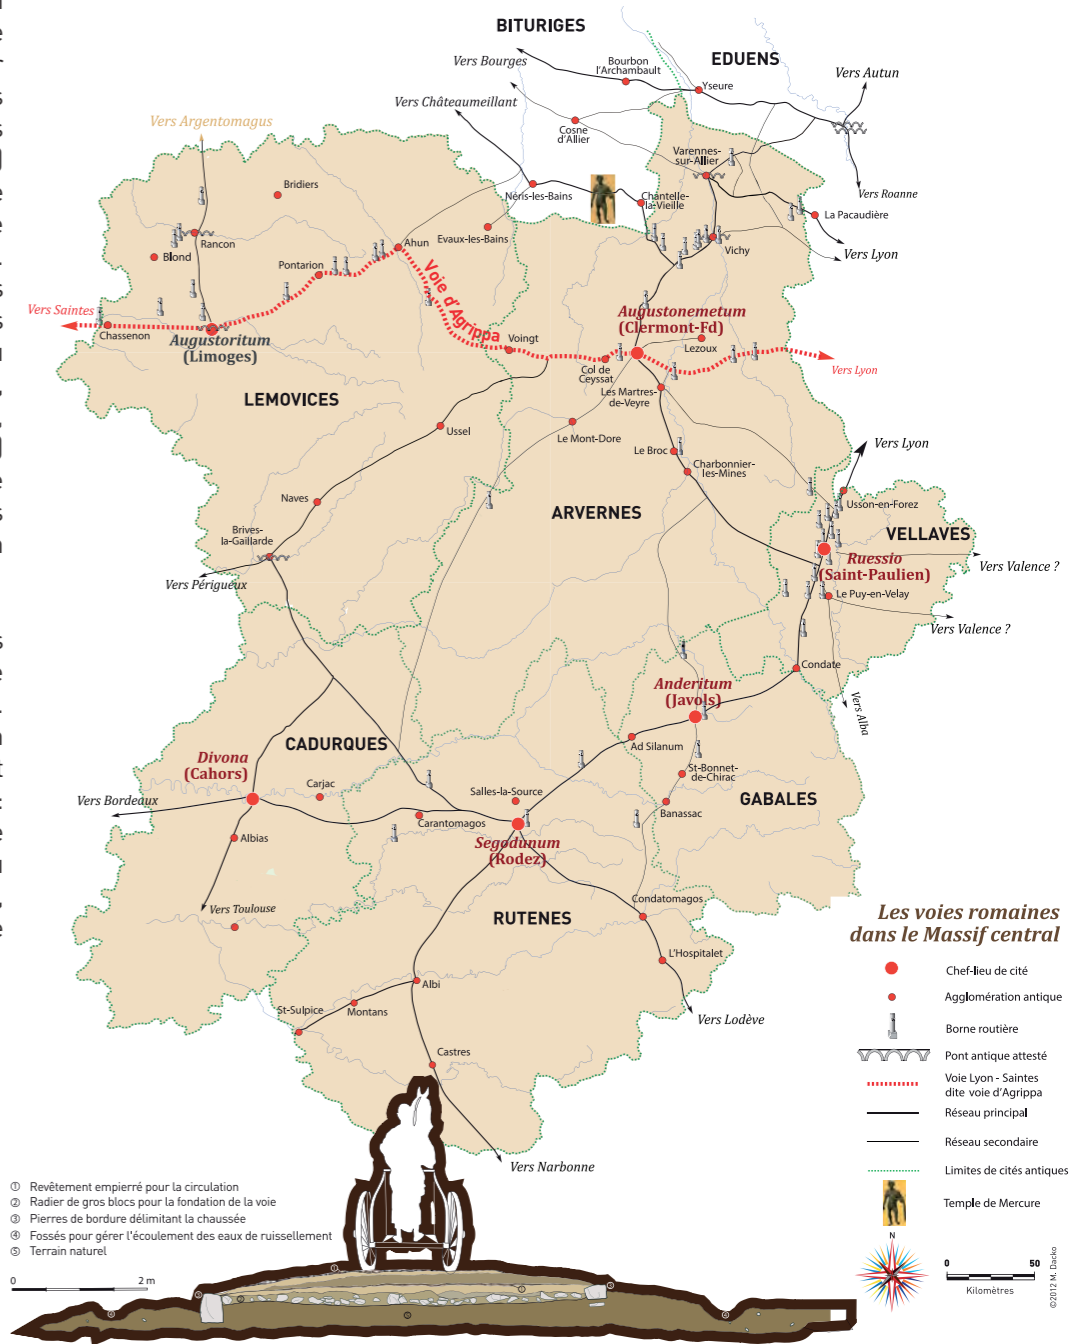 BITURIGES
EDUENS
Vers Bourges
Bourbon
l'Archambault
Yseure
Vers Autun
Vers Châteaumeillant
Cosne
d'Allier
Vers Argentomagus
Varennes-
sur-Allier
Bridiers
Néris-les-Bains
Chantelle-
la-Vieille
Vers Roanne
La Pacaudière
Rancon
Ahun
Evaux-les-Bains
Vichy
Vers Lyon
Blond
Pontarion
Voie d'Agrippa
Vers Saintes
Chassenon
Augustoritum
(Limoges)
Augustonemetum
(Clermont-Fd)
Voingt
Lezoux
Col de
Ceyssat
Vers Lyon
Les Martres-
de-Veyre
LEMOVICES
Ussel
Le Mont-Dore
Le Broc
Vers Lyon
Charbonnier-
les-Mines
Naves
ARVERNES
Usson-en-Forez
Brives-
la-Gaillarde
VELLAVES
Ruessio
(Saint-Paulien)
Vers Valence ?
Vers Périgueux
Le Puy-en-Velay
Vers Valence ?
Condate
Anderitum
(Javols)
Vers Alba
CADURQUES
Ad Silanum
Divona
(Cahors)
St-Bonnet-
de-Chirac
Carjac
Salles-la-Source
GABALES
Vers Bordeaux
Banassac
Carantomagos
Albias
Segodunum
(Rodez)
Condatomagos
Vers Toulouse
RUTENES
L'Hospitalet
Albi
St-Sulpice
Montans
Vers Lodève
Castres
Vers Narbonne
Les voies romaines
dans le Massif central
Chef-lieu de cité
Agglomération antique
Borne routière
Pont antique attesté
Voie Lyon - Saintes
dite voie d'Agrippa
Réseau principal
Réseau secondaire
Limites de cités antiques
Temple de Mercure
N
0 50
Kilomètres
©2012 M. Dacko
① Revêtement empierré pour la circulation
② Radier de gros blocs pour la fondation de la voie
③ Pierres de bordure délimitant la chaussée
④ Fossés pour gérer l'écoulement des eaux de ruissellement
⑤ Terrain naturel
0 2 m